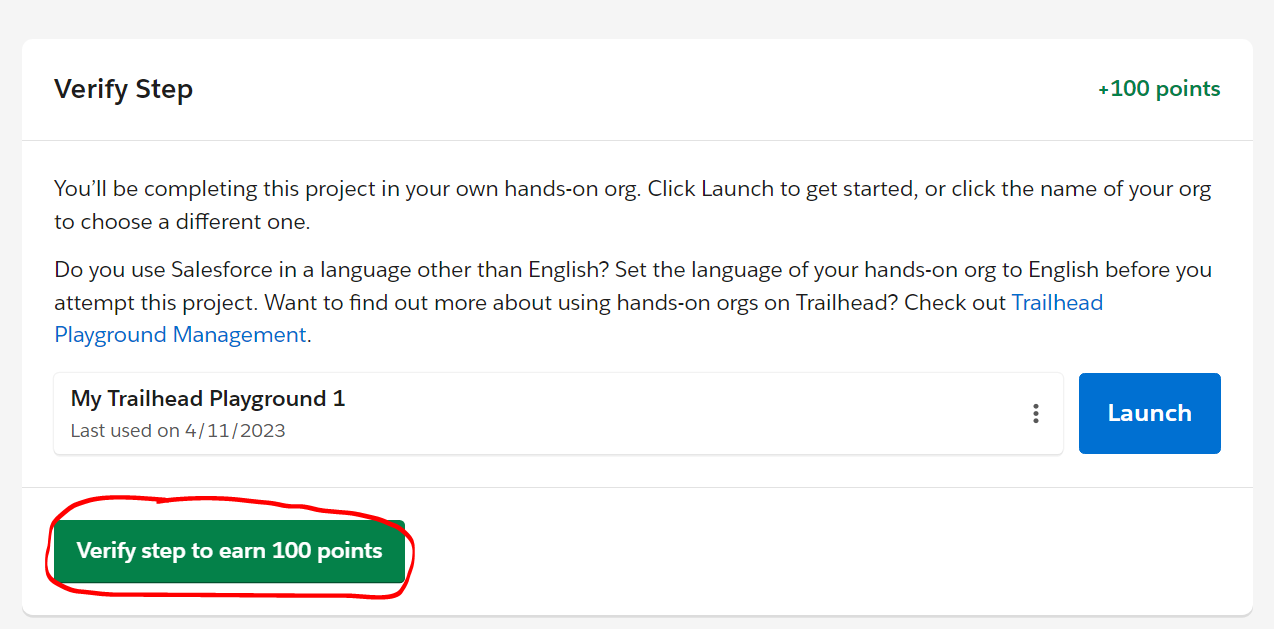 Verify Step
+100 points
You’ll be completing this project in your own hands-on org. Click Launch to get started, or click the name of your org
to choose a different one.
Do you use Salesforce in a language other than English? Set the language of your hands-on org to English before you
attempt this project. Want to find out more about using hands-on orgs on Trailhead? Check out Trailhead
Playground Management.
My Trailhead Playground 1
Last used on 4/11/2023
Launch
Verify step to earn 100 points